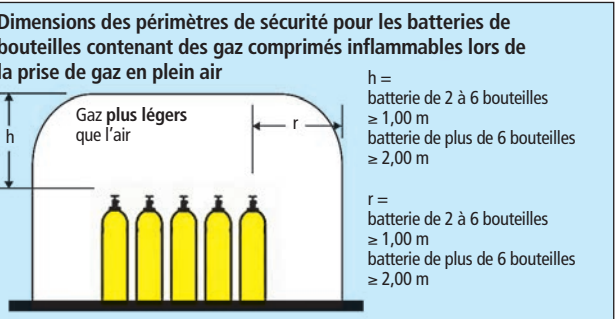 Dimensions des périmètres de sécurité pour les batteries de
bouteilles contenant des gaz comprimés inflammables lors de
la prise de gaz en plein air
h
Gaz plus légers
que l'air
r
h =
batterie de 2 à 6 bouteilles
≥ 1,00 m
batterie de plus de 6 bouteilles
≥ 2,00 m
r =
batterie de 2 à 6 bouteilles
≥ 1,00 m
batterie de plus de 6 bouteilles
≥ 2,00 m